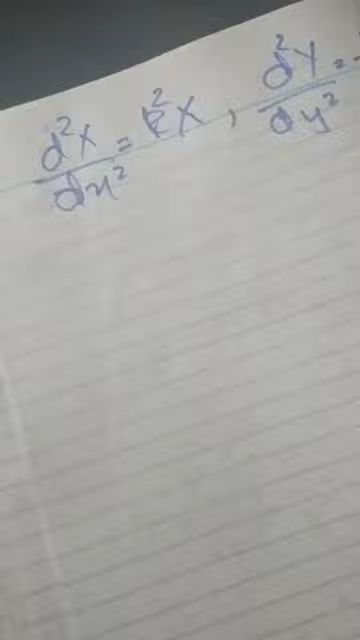 d²X/dx² = k²X, d²Y/dy² = -